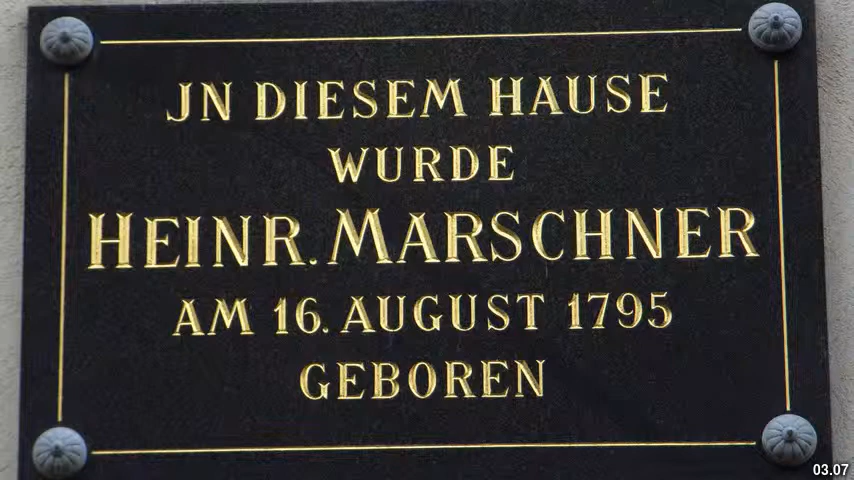 JN DIESEM HAUSE
WURDE
HEINR. MARSCHNER
AM 16. AUGUST 1795
GEBOREN
03.07